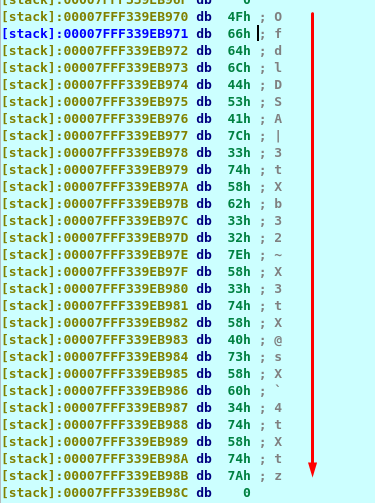 [stack]:00007FFF339EB970 db 4Fh ; O
[stack]:00007FFF339EB971 db 66h ; f
[stack]:00007FFF339EB972 db 64h ; d
[stack]:00007FFF339EB973 db 6Ch ; l
[stack]:00007FFF339EB974 db 44h ; D
[stack]:00007FFF339EB975 db 53h ; S
[stack]:00007FFF339EB976 db 41h ; A
[stack]:00007FFF339EB977 db 7Ch ; |
[stack]:00007FFF339EB978 db 33h ; 3
[stack]:00007FFF339EB979 db 74h ; t
[stack]:00007FFF339EB97A db 58h ; X
[stack]:00007FFF339EB97B db 62h ; b
[stack]:00007FFF339EB97C db 33h ; 3
[stack]:00007FFF339EB97D db 32h ; 2
[stack]:00007FFF339EB97E db 7Eh ; ~
[stack]:00007FFF339EB97F db 58h ; X
[stack]:00007FFF339EB980 db 33h ; 3
[stack]:00007FFF339EB981 db 74h ; t
[stack]:00007FFF339EB982 db 58h ; X
[stack]:00007FFF339EB983 db 40h ; @
[stack]:00007FFF339EB984 db 73h ; s
[stack]:00007FFF339EB985 db 58h ; X
[stack]:00007FFF339EB986 db 60h ; `
[stack]:00007FFF339EB987 db 34h ; 4
[stack]:00007FFF339EB988 db 74h ; t
[stack]:00007FFF339EB989 db 58h ; X
[stack]:00007FFF339EB98A db 74h ; t
[stack]:00007FFF339EB98B db 7Ah ; z
[stack]:00007FFF339EB98C db 0